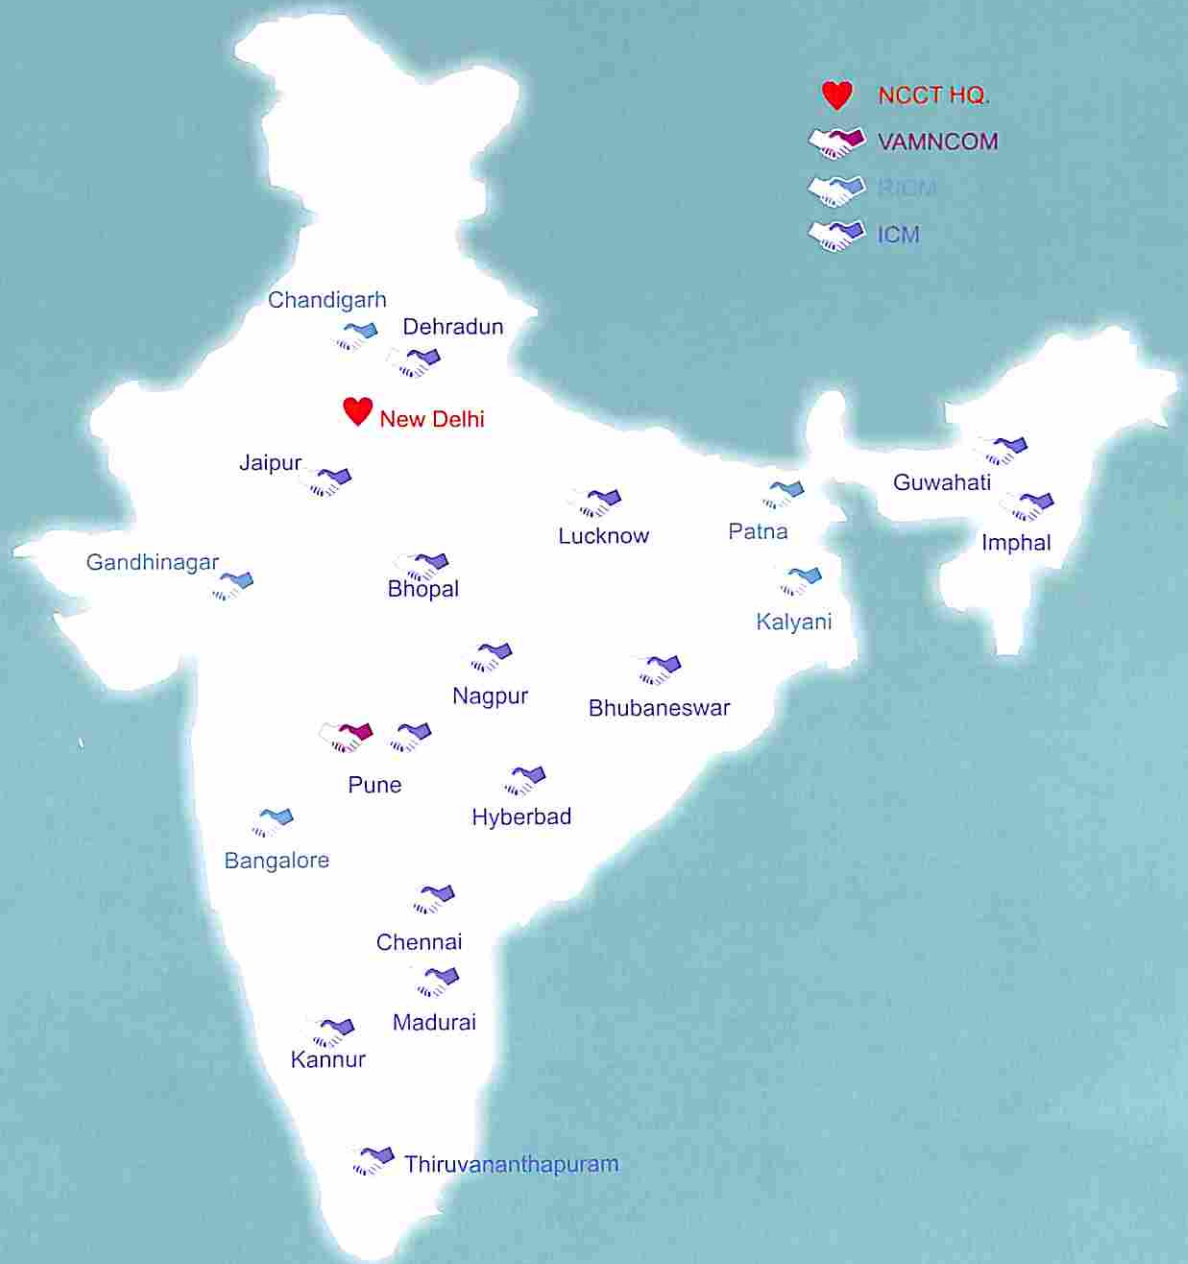 NCCT HQ.
VAMNCOM
RICM
ICM
Chandigarh
Dehradun
New Delhi
Jaipur
Guwahati
Lucknow
Patna
Imphal
Gandhinagar
Bhopal
Kalyani
Nagpur
Bhubaneswar
Pune
Hyberbad
Bangalore
Chennai
Madurai
Kannur
Thiruvananthapuram